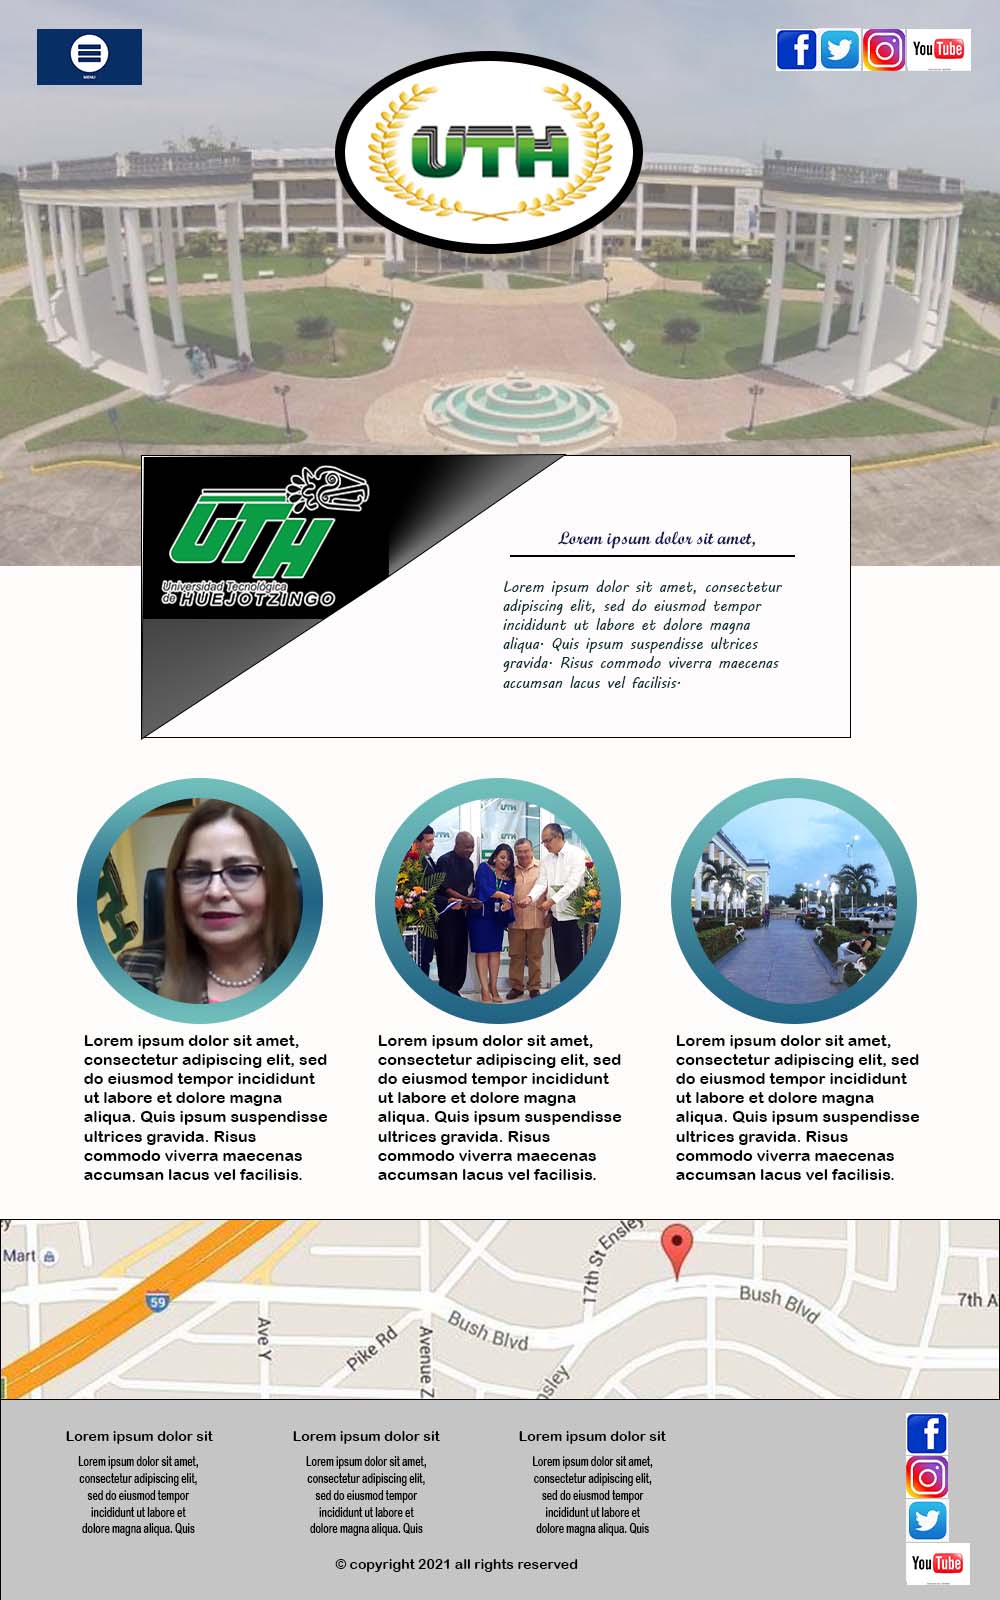 MENU
You Tube
UTH
UTH
Universidad Tecnológica
de HUEJOTZINGO
Lorem ipsum dolor sit amet,
Lorem ipsum dolor sit amet, consectetur
adipiscing elit, sed do eiusmod tempor
incididunt ut labore et dolore magna
aliqua. Quis ipsum suspendisse ultrices
gravida. Risus commodo viverra maecenas
accumsan lacus vel facilisis.
UTH
UTH
Lorem ipsum dolor sit amet,
consectetur adipiscing elit, sed
do eiusmod tempor incididunt
ut labore et dolore magna
aliqua. Quis ipsum suspendisse
ultrices gravida. Risus
commodo viverra maecenas
accumsan lacus vel facilisis.
Lorem ipsum dolor sit amet,
consectetur adipiscing elit, sed
do eiusmod tempor incididunt
ut labore et dolore magna
aliqua. Quis ipsum suspendisse
ultrices gravida. Risus
commodo viverra maecenas
accumsan lacus vel facilisis.
Lorem ipsum dolor sit amet,
consectetur adipiscing elit, sed
do eiusmod tempor incididunt
ut labore et dolore magna
aliqua. Quis ipsum suspendisse
ultrices gravida. Risus
commodo viverra maecenas
accumsan lacus vel facilisis.
Mart
59
Ave Y
Pike Rd
Avenue Z
Bush Blvd
17th St Ensley
Bush Blvd
7th A
nsley
Lorem ipsum dolor sit
Lorem ipsum dolor sit amet,
consectetur adipiscing elit,
sed do eiusmod tempor
incididunt ut labore et
dolore magna aliqua. Quis
Lorem ipsum dolor sit
Lorem ipsum dolor sit amet,
consectetur adipiscing elit,
sed do eiusmod tempor
incididunt ut labore et
dolore magna aliqua. Quis
Lorem ipsum dolor sit
Lorem ipsum dolor sit amet,
consectetur adipiscing elit,
sed do eiusmod tempor
incididunt ut labore et
dolore magna aliqua. Quis
© copyright 2021 all rights reserved
You Tube